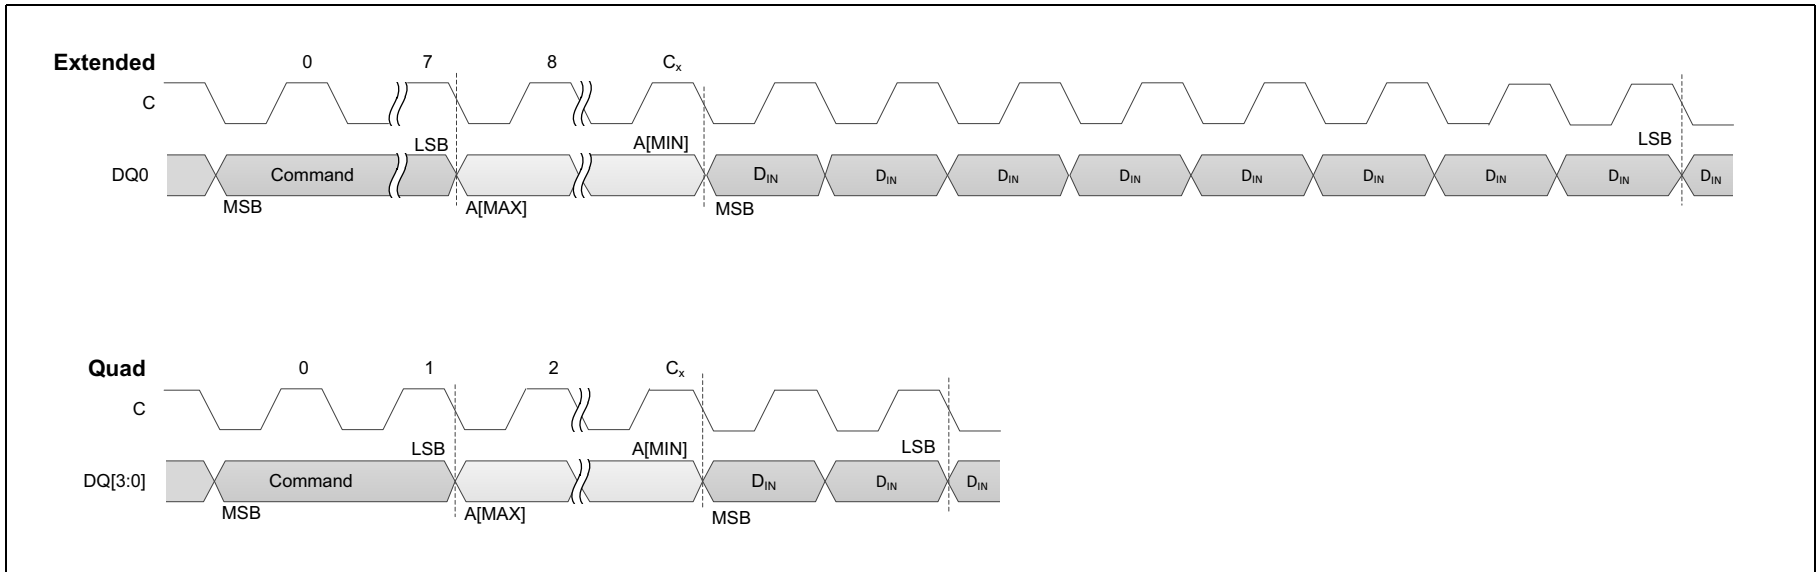 Extended 0 7 8 Cx
C
LSB A[MIN] LSB
DQ0 Command DIN DIN DIN DIN DIN DIN DIN DIN DIN
MSB A[MAX] MSB
Quad 0 1 2 Cx
C
LSB A[MIN] LSB
DQ[3:0] Command DIN DIN DIN
MSB A[MAX] MSB